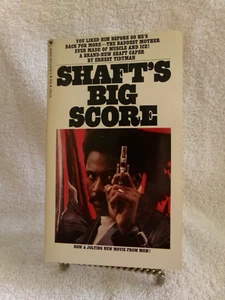 YOU LIKED HIM BEFORE SO HE'S
BACK FOR MORE—THE BADDEST MOTHER
EVER MADE OF MUSCLE AND ICE!
A BRAND-NEW SHAFT CAPER
BY ERNEST TIDYMAN
SHAFT'S
BIG
SCORE
NOW A JOLTING NEW MOVIE FROM MGM!